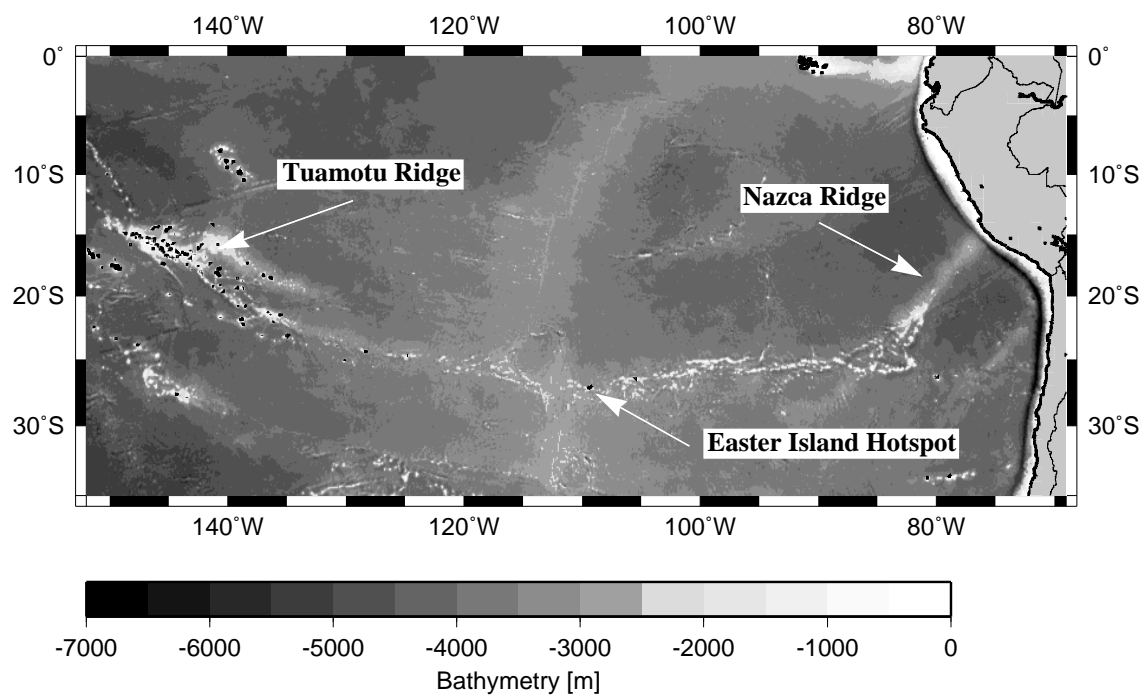 140˚W 120˚W 100˚W 80˚W
0˚ 0˚
Tuamotu Ridge
10˚S 10˚S
Nazca Ridge
20˚S 20˚S
30˚S 30˚S
Easter Island Hotspot
140˚W 120˚W 100˚W 80˚W
-7000 -6000 -5000 -4000 -3000 -2000 -1000 0
Bathymetry [m]